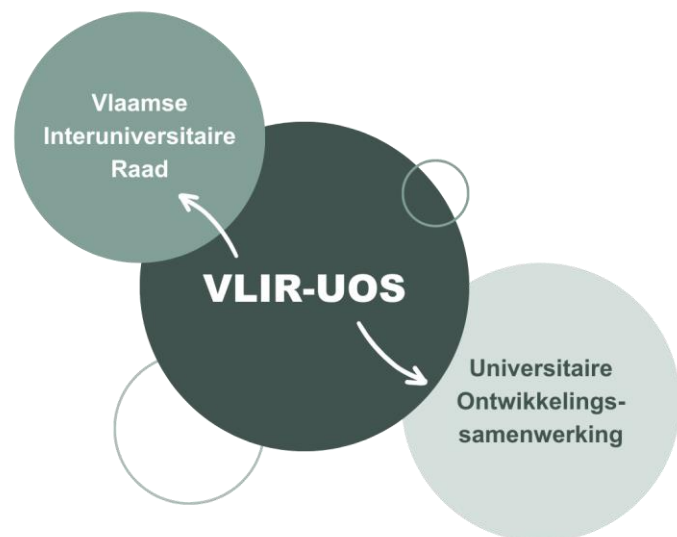 Vlaamse
Interuniversitaire
Raad
VLIR-UOS
Universitaire
Ontwikkelings-
samenwerking